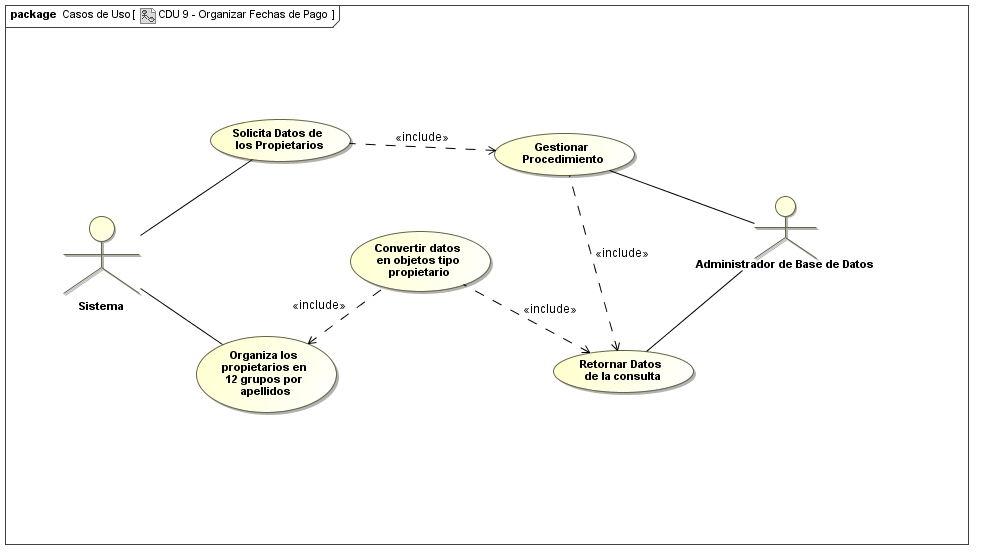 package Casos de Uso [ CDU 9 - Organizar Fechas de Pago ]
Solicita Datos de
los Propietarios
«include»
Gestionar
Procedimiento
Administrador de Base de Datos
Convertir datos
en objetos tipo
propietario
«include»
Sistema
«include»
«include»
Organiza los
propietarios en
12 grupos por
apellidos
Retornar Datos
de la consulta